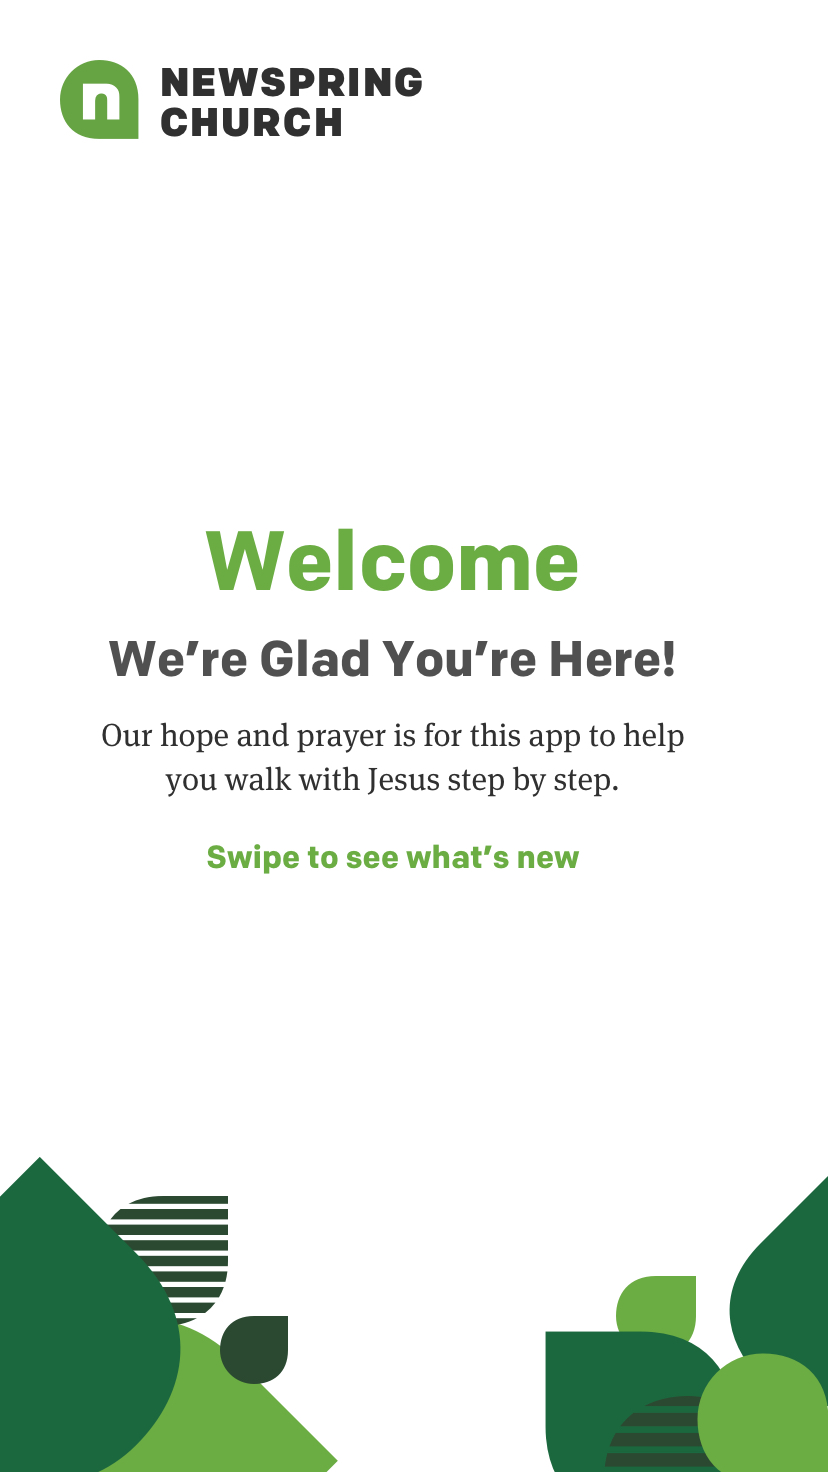 n
NEWSPRING
CHURCH
Welcome
We’re Glad You’re Here!
Our hope and prayer is for this app to help
you walk with Jesus step by step.
Swipe to see what’s new